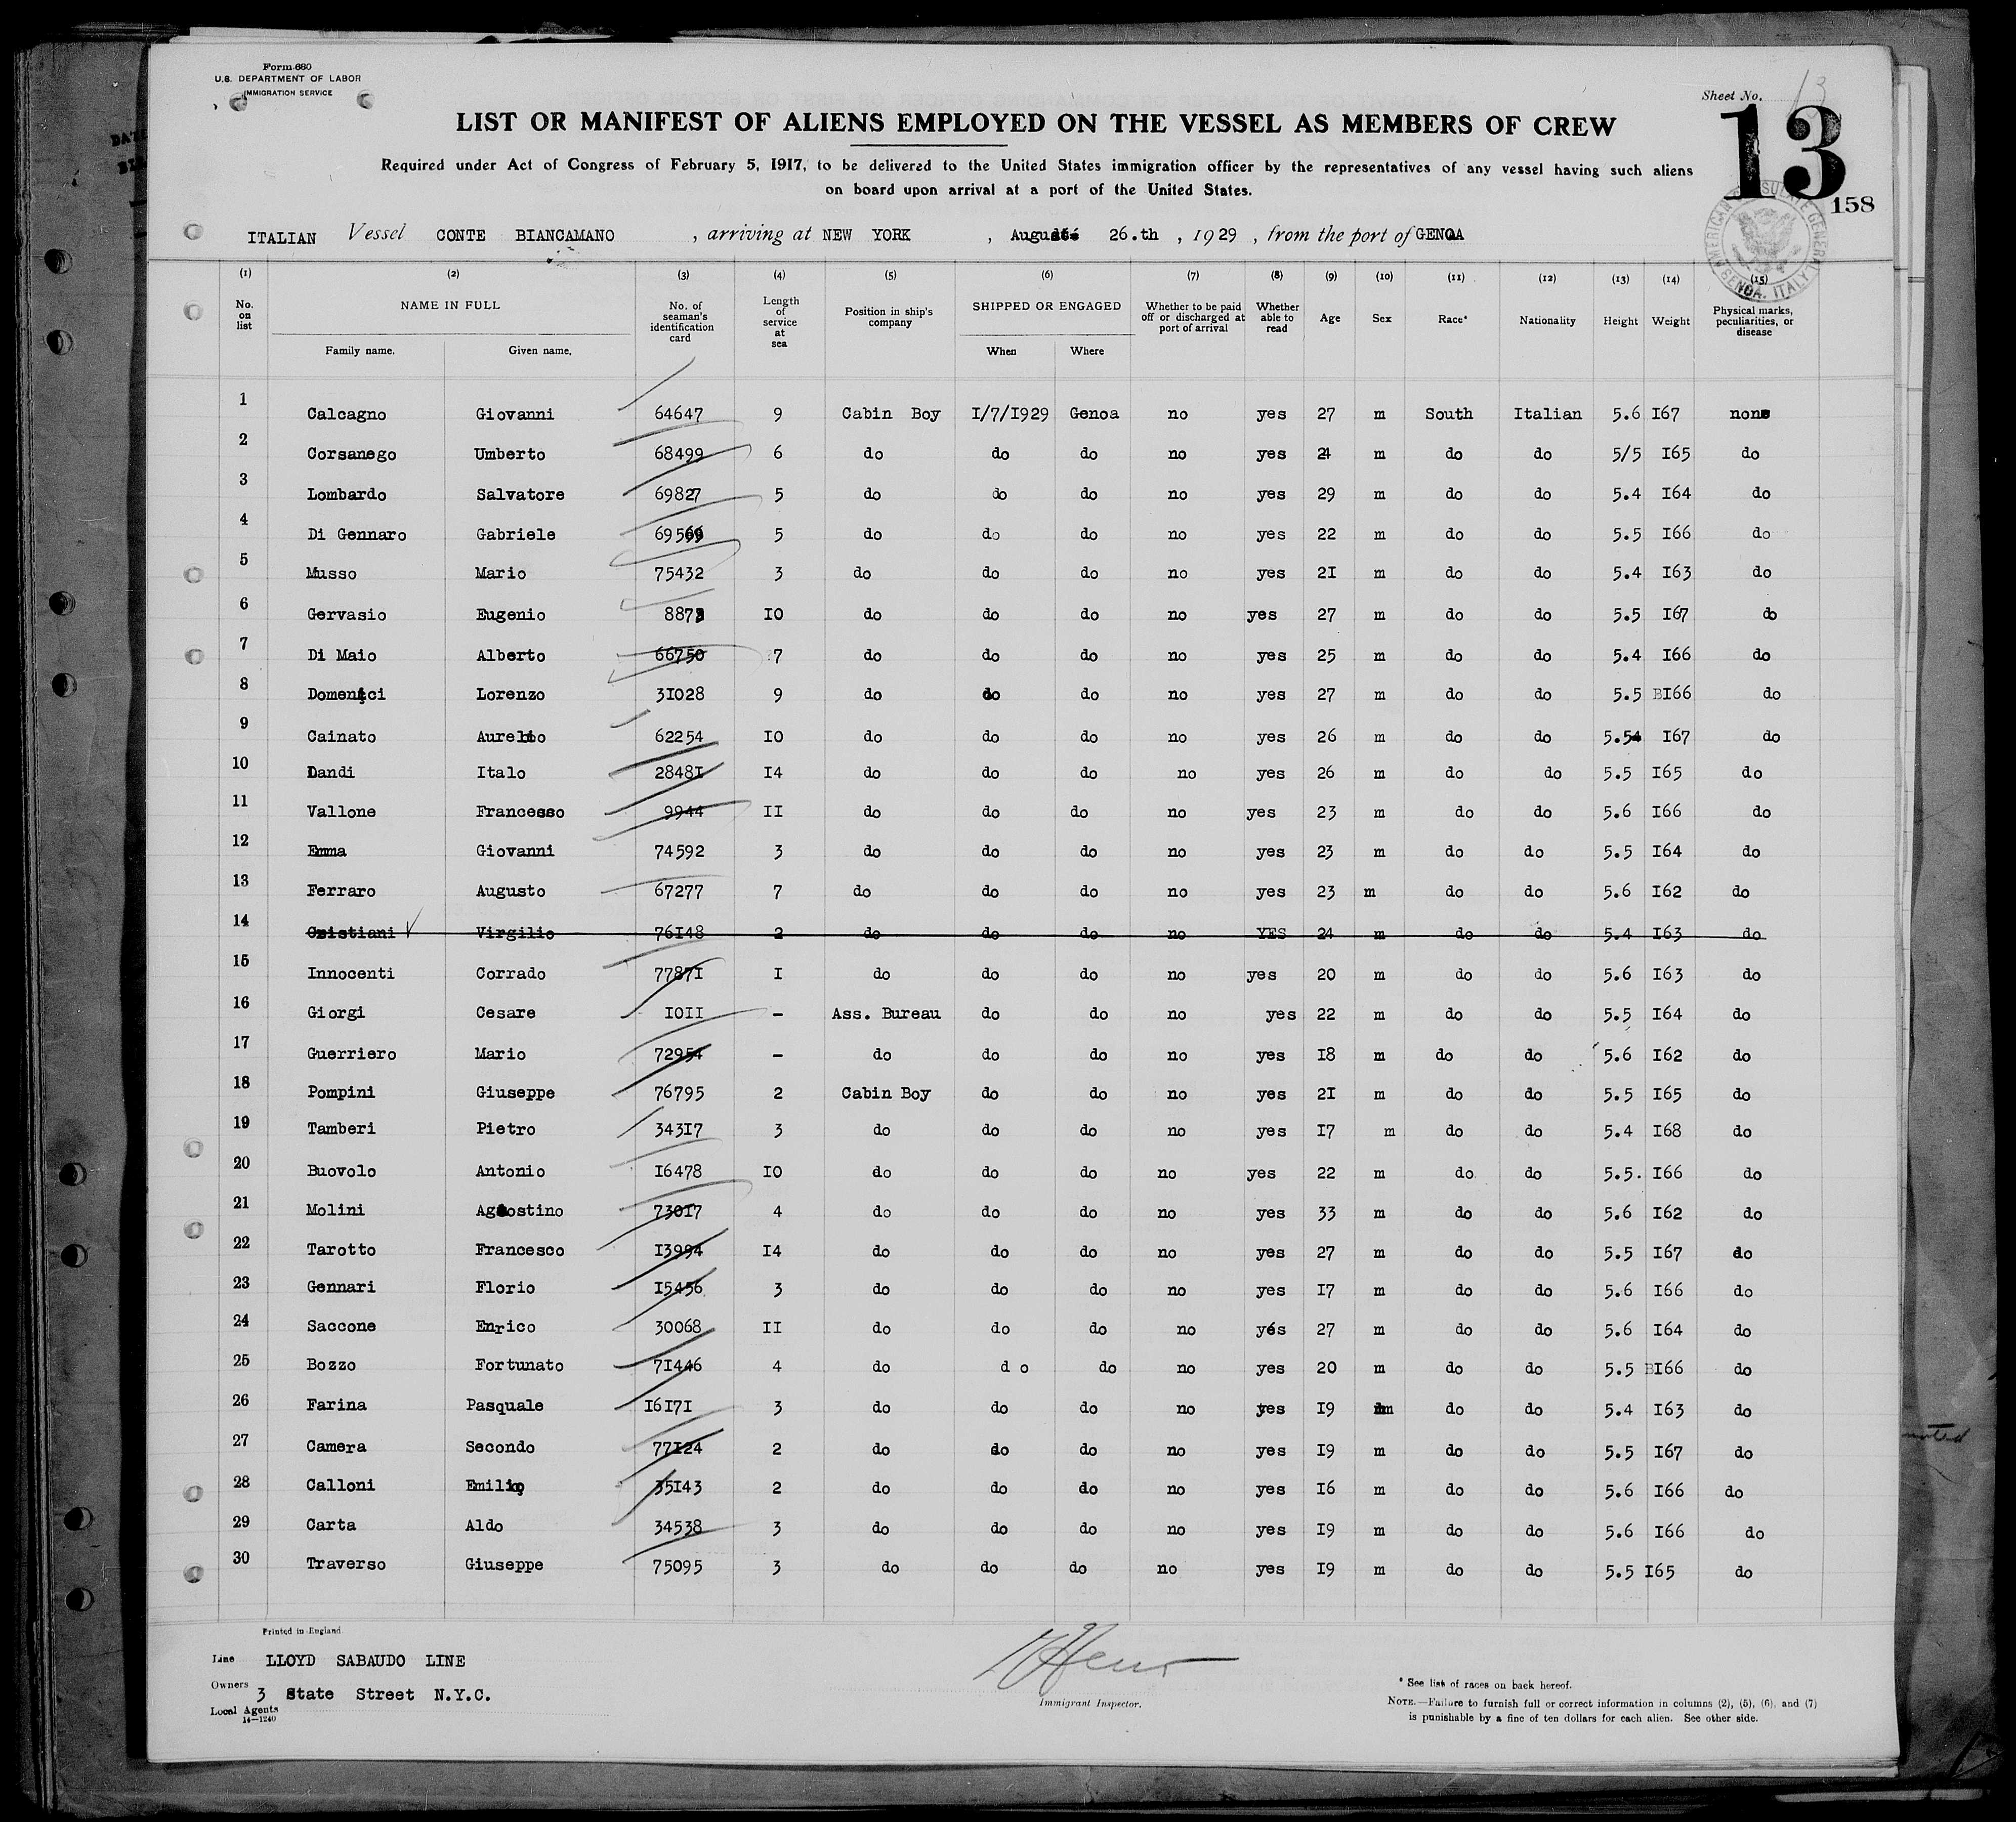 Form 680
U.S. DEPARTMENT OF LABOR
IMMIGRATION SERVICE
Sheet No. 13
13
158
LIST OR MANIFEST OF ALIENS EMPLOYED ON THE VESSEL AS MEMBERS OF CREW
Required under Act of Congress of February 5, 1917, to be delivered to the United States immigration officer by the representatives of any vessel having such aliens
on board upon arrival at a port of the United States.
AMERICAN CONSULATE GENERAL GENOA, ITALY
ITALIAN Vessel CONTE BIANCAMANO , arriving at NEW YORK , August 26.th , 1929 , from the port of GENOA
(1) (2) (3) (4) (5) (6) (7) (8) (9) (10) (11) (12) (13) (14) (15)
No. on list NAME IN FULL Family name. Given name. No. of seaman's identification card Length of service at sea Position in ship's company SHIPPED OR ENGAGED When Where Whether to be paid off or discharged at port of arrival Whether able to read Age Sex Race* Nationality Height Weight Physical marks, peculiarities, or disease
1 Calcagno Giovanni 64647 9 Cabin Boy I/7/I929 Genoa no yes 27 m South Italian 5.6 I67 none
2 Corsanego Umberto 68499 6 do do do no yes 24 m do do 5/5 I65 do
3 Lombardo Salvatore 69827 5 do do do no yes 29 m do do 5.4 I64 do
4 Di Gennaro Gabriele 5 do do do no yes 22 m do do 5.5 I66 do
5 Musso Mario 75432 3 do do do no yes 2I m do do 5.4 I63 do
6 Gervasio Eugenio IO do do do no yes 27 m do do 5.5 I67 do
7 Di Maio Alberto 66750 7 do do do no yes 25 m do do 5.4 I66 do
8 Domenici Lorenzo 3I028 9 do do do no yes 27 m do do 5.5 BI66 do
9 Cainato Aurelio 62254 IO do do do no yes 26 m do do 5.54 I67 do
10 Dandi Italo 2848I I4 do do do no yes 26 m do do 5.5 I65 do
11 Vallone Francesso 9944 II do do do no yes 23 m do do 5.6 I66 do
12 Emma Giovanni 74592 3 do do do no yes 23 m do do 5.5 I64 do
13 Ferraro Augusto 67277 7 do do do no yes 23 m do do 5.6 I62 do
14 Cristiani Virgilio 76I48 2 do do do no YES 24 m do do 5.4 I63 do
15 Innocenti Corrado 7787I I do do do no yes 20 m do do 5.6 I63 do
16 Giorgi Cesare IOII - Ass. Bureau do do no yes 22 m do do 5.5 I64 do
17 Guerriero Mario 72954 - do do do no yes I8 m do do 5.6 I62 do
18 Pompini Giuseppe 76795 2 Cabin Boy do do no yes 2I m do do 5.5 I65 do
19 Tamberi Pietro 343I7 3 do do do no yes I7 m do do 5.4 I68 do
20 Buovolo Antonio I6478 IO do do do no yes 22 m do do 5.5. I66 do
21 Molini Agostino 730I7 4 do do do no yes 33 m do do 5.6 I62 do
22 Tarotto Francesco I3994 I4 do do do no yes 27 m do do 5.5 I67 do
23 Gennari Florio I5456 3 do do do no yes I7 m do do 5.6 I66 do
24 Saccone Enrico 30068 II do do do no yes 27 m do do 5.6 I64 do
25 Bozzo Fortunato 7I446 4 do d o do no yes 20 m do do 5.5 BI66 do
26 Farina Pasquale I6I7I 3 do do do no yes I9 m do do 5.4 I63 do
27 Camera Secondo 77I24 2 do do do no yes I9 m do do 5.5 I67 do
28 Calloni Emilio 35I43 2 do do do no yes I6 m do do 5.6 I66 do
29 Carta Aldo 34538 3 do do do no yes I9 m do do 5.6 I66 do
30 Traverso Giuseppe 75095 3 do do do no yes I9 m do do 5.5 I65 do
Printed in England
Line LLOYD SABAUDO LINE
Owners 3 State Street N.Y.C.
Local Agents
14—1240
Immigrant Inspector.
* See list of races on back hereof.
NOTE.—Failure to furnish full or correct information in columns (2), (5), (6), and (7)
is punishable by a fine of ten dollars for each alien. See other side.
noted